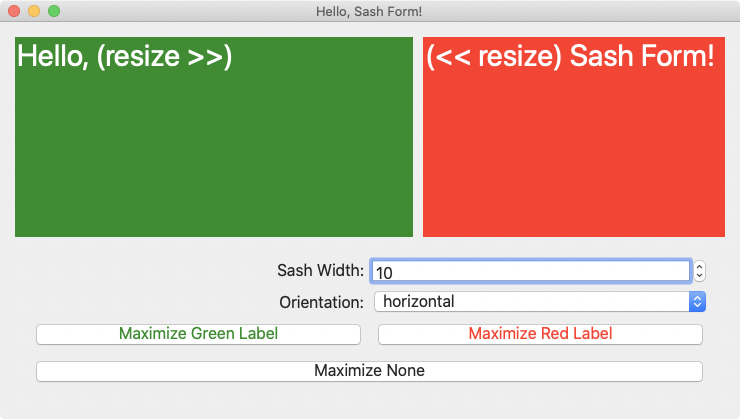 Hello, Sash Form!
Hello, (resize >>)
(<< resize) Sash Form!
Sash Width: 10
Orientation: horizontal
Maximize Green Label
Maximize Red Label
Maximize None